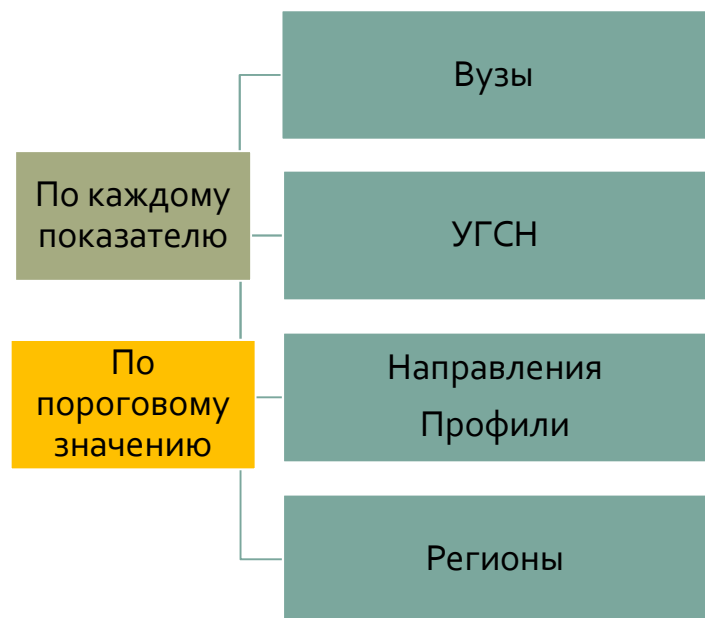 Вузы
По каждому
показателю
УГСН
По
пороговому
значению
Направления
Профили
Регионы